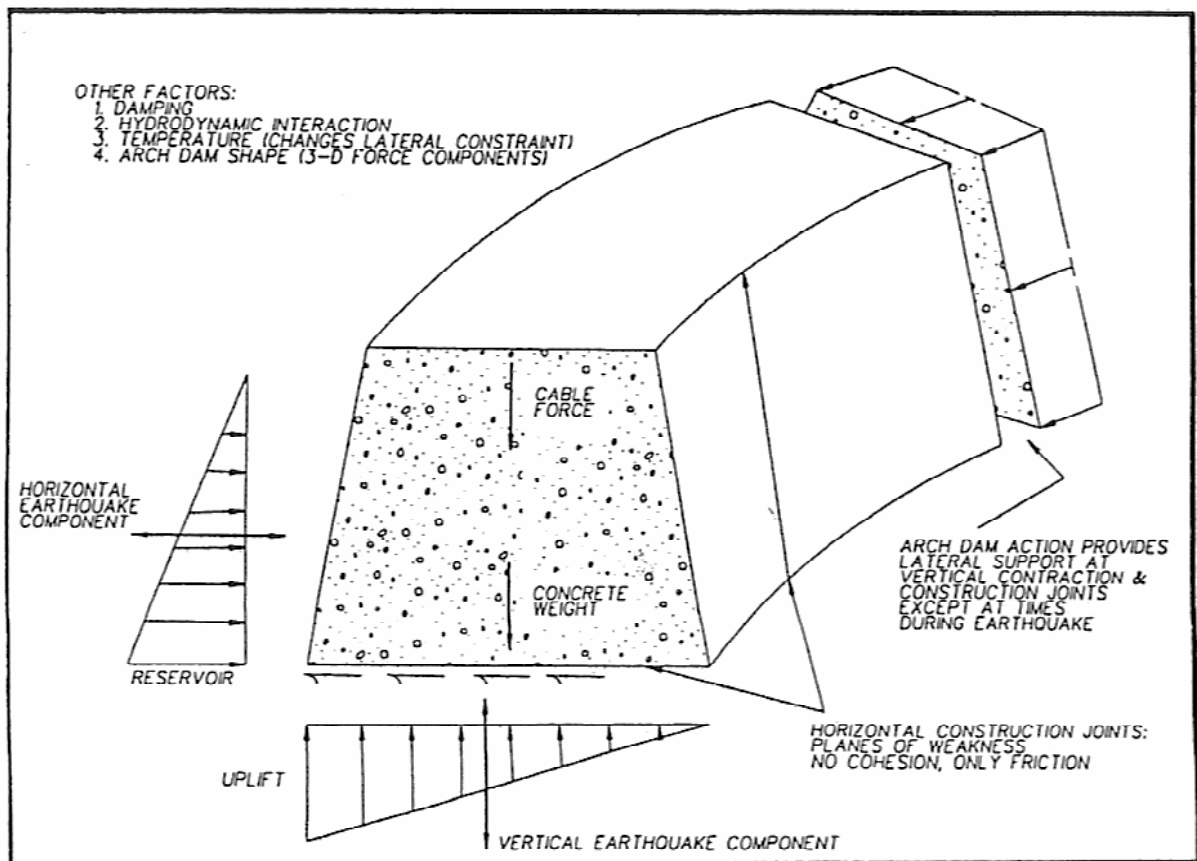 OTHER FACTORS:
1. DAMPING
2. HYDRODYNAMIC INTERACTION
3. TEMPERATURE (CHANGES LATERAL CONSTRAINT)
4. ARCH DAM SHAPE (3-D FORCE COMPONENTS)
CABLE
FORCE
HORIZONTAL
EARTHQUAKE
COMPONENT
CONCRETE
WEIGHT
ARCH DAM ACTION PROVIDES
LATERAL SUPPORT AT
VERTICAL CONTRACTION &
CONSTRUCTION JOINTS
EXCEPT AT TIMES
DURING EARTHQUAKE
RESERVOIR
HORIZONTAL CONSTRUCTION JOINTS:
PLANES OF WEAKNESS
NO COHESION, ONLY FRICTION
UPLIFT
VERTICAL EARTHQUAKE COMPONENT